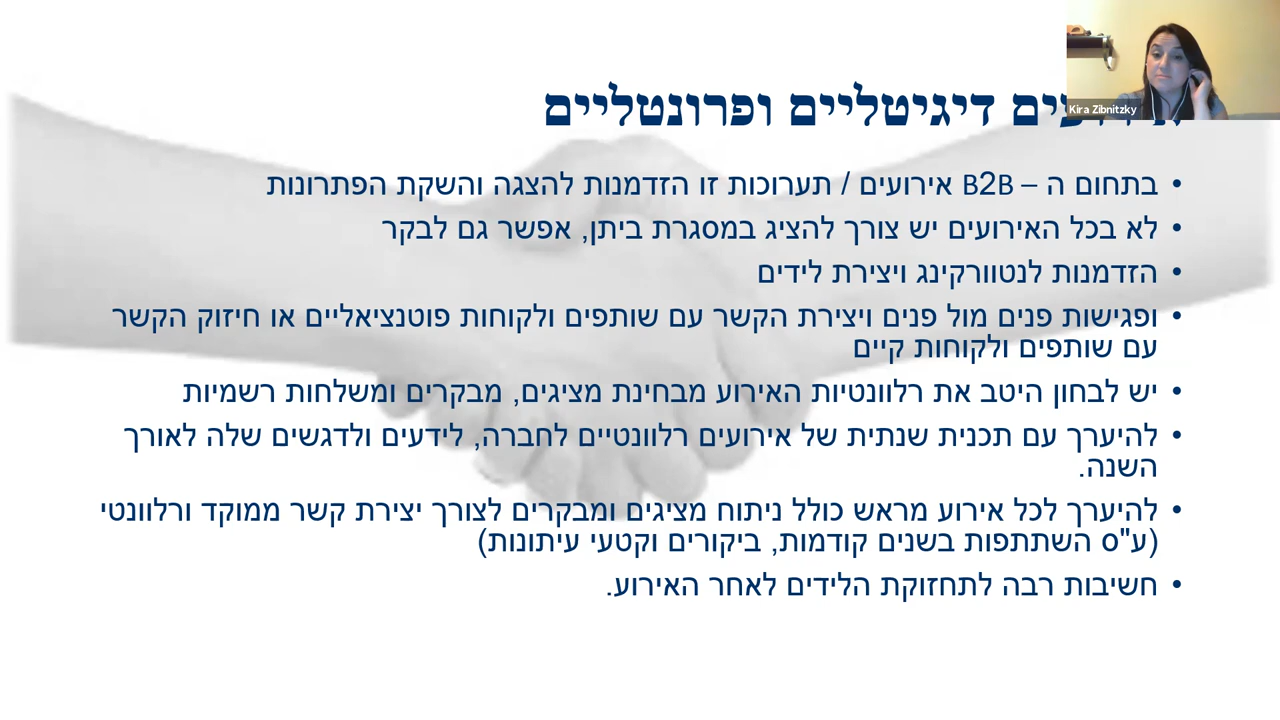 דיגיטליים ופרונטליים
• בתחום ה – B2B אירועים / תערוכות זו הזדמנות להצגה והשקת הפתרונות
• לא בכל האירועים יש צורך להציג במסגרת ביתן, אפשר גם לבקר
• הזדמנות לנטוורקינג ויצירת לידים
• ופגישות פנים מול פנים ויצירת הקשר עם שותפים ולקוחות פוטנציאליים או חיזוק הקשר
עם שותפים ולקוחות קיים
• יש לבחון היטב את רלוונטיות האירוע מבחינת מציגים, מבקרים ומשלחות רשמיות
• להיערך עם תכנית שנתית של אירועים רלוונטיים לחברה, לידעים ולדגשים שלה לאורך
השנה.
• להיערך לכל אירוע מראש כולל ניתוח מציגים ומבקרים לצורך יצירת קשר ממוקד ורלוונטי
(ע"ס השתתפות בשנים קודמות, ביקורים וקטעי עיתונות)
• חשיבות רבה לתחזוקת הלידים לאחר האירוע.
Kira Zibnitzky